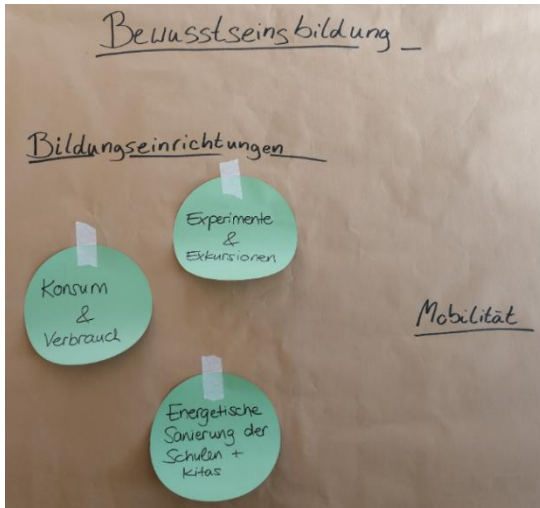 Bewusstseinsbildung
Bildungseinrichtungen
Experimente
&
Exkursionen
Konsum
&
Verbrauch
Mobilität
Energetische
Sanierung der
Schulen +
Kitas